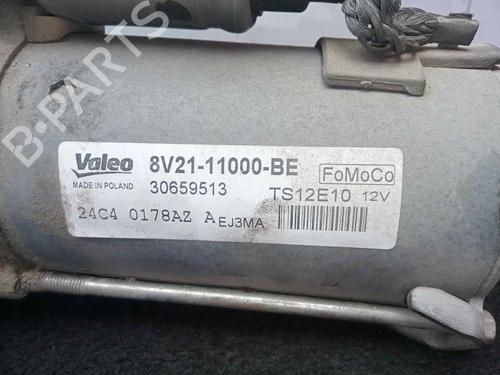 B-PARTS
Valeo 8V21-11000-BE FoMoCo
MADE IN POLAND 30659513 TS12E10 12V
24C4 0178AZ A EJ3MA